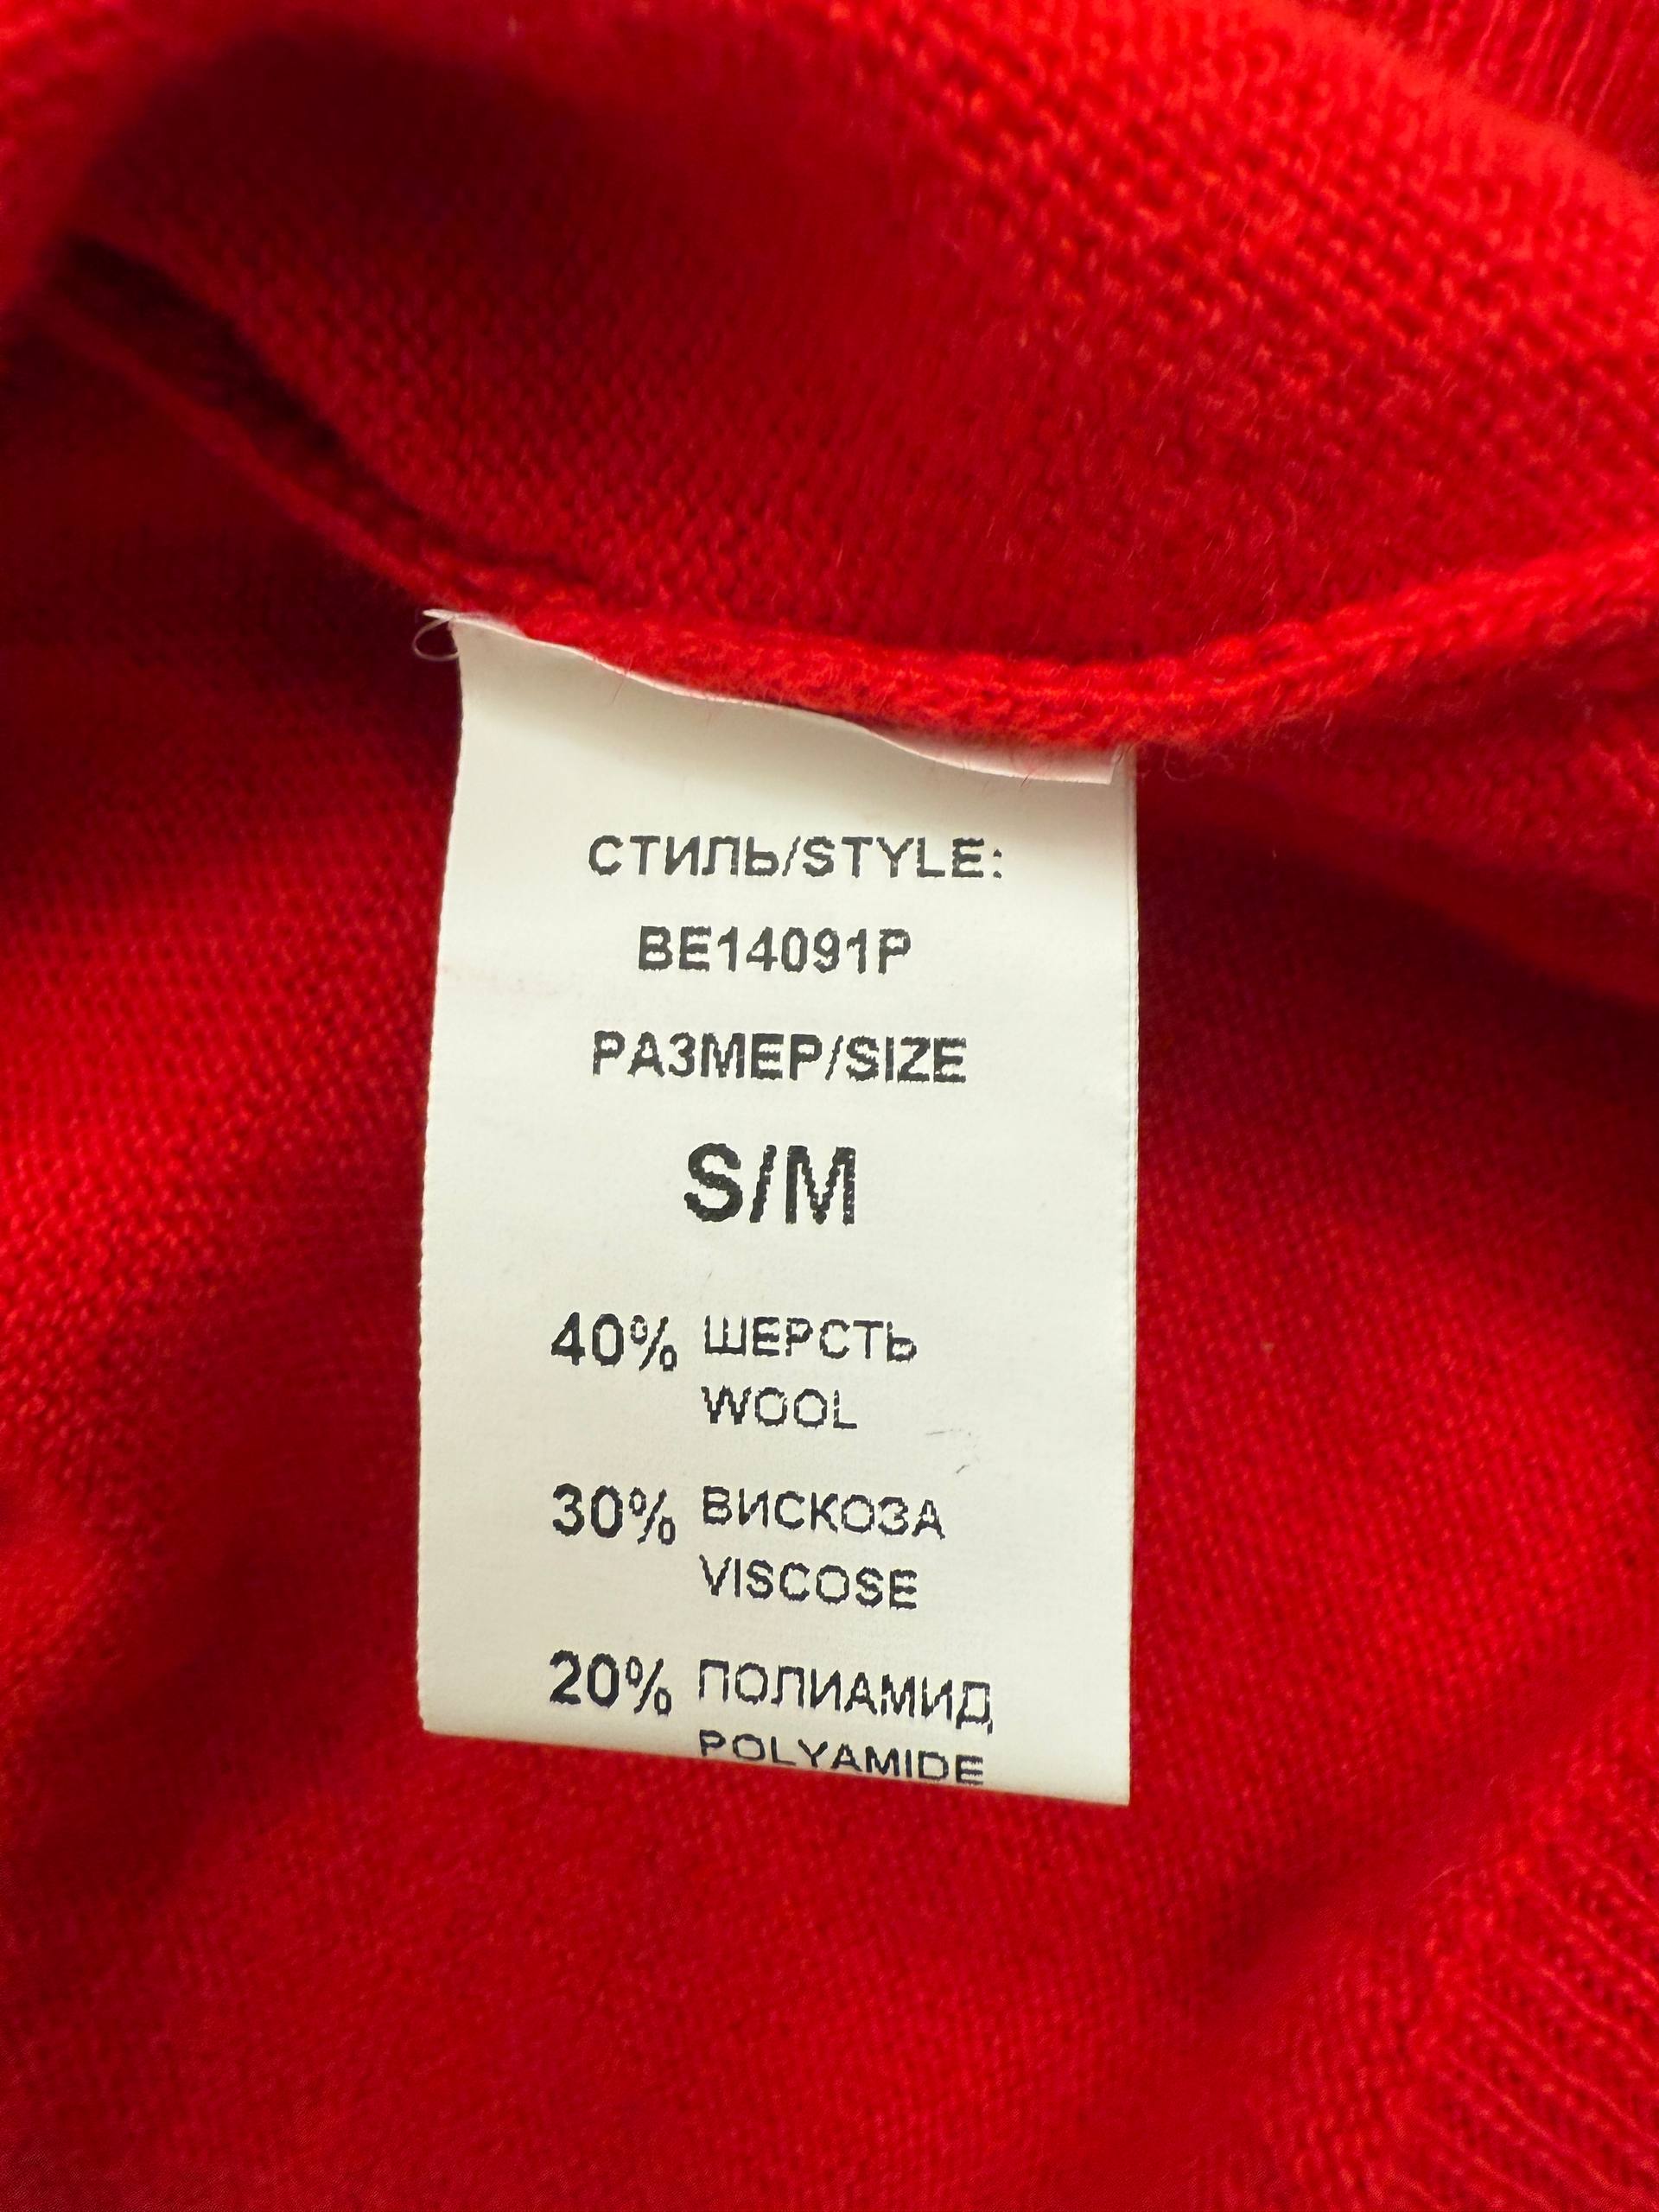 СТИЛЬ/STYLE:
BE14091P
РАЗМЕР/SIZE
S/M
40% ШЕРСТЬ
WOOL
30% ВИСКОЗА
VISCOSE
20% ПОЛИАМИД
POLYAMIDE